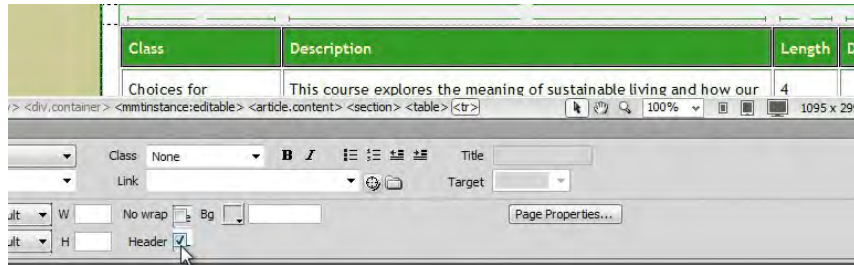 Class Description Length D
Choices for This course explores the meaning of sustainable living and how our 4
> <div.container> <mmtinstance:editable> <article.content> <section> <table> <tr> 100% 1095 x 29
Class None B I Title
Link Target
ult W No wrap Bg Page Properties...
ult H Header